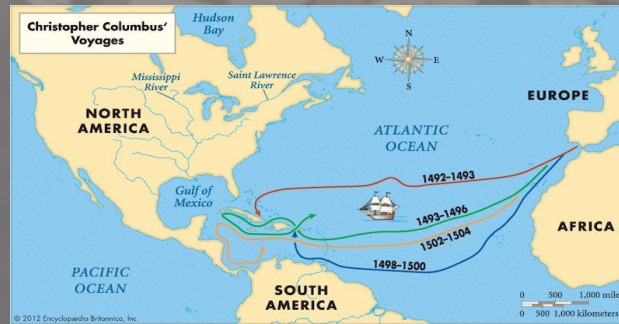 Christopher Columbus'
Voyages
Hudson
Bay
N
W
E
S
Mississippi
River
Saint Lawrence
River
NORTH
AMERICA
EUROPE
ATLANTIC
OCEAN
1492–1493
Gulf of
Mexico
1493–1496
1502–1504
AFRICA
1498–1500
PACIFIC
OCEAN
SOUTH
AMERICA
0 500 1,000 miles
0 500 1,000 kilometers
© 2012 Encyclopædia Britannica, Inc.